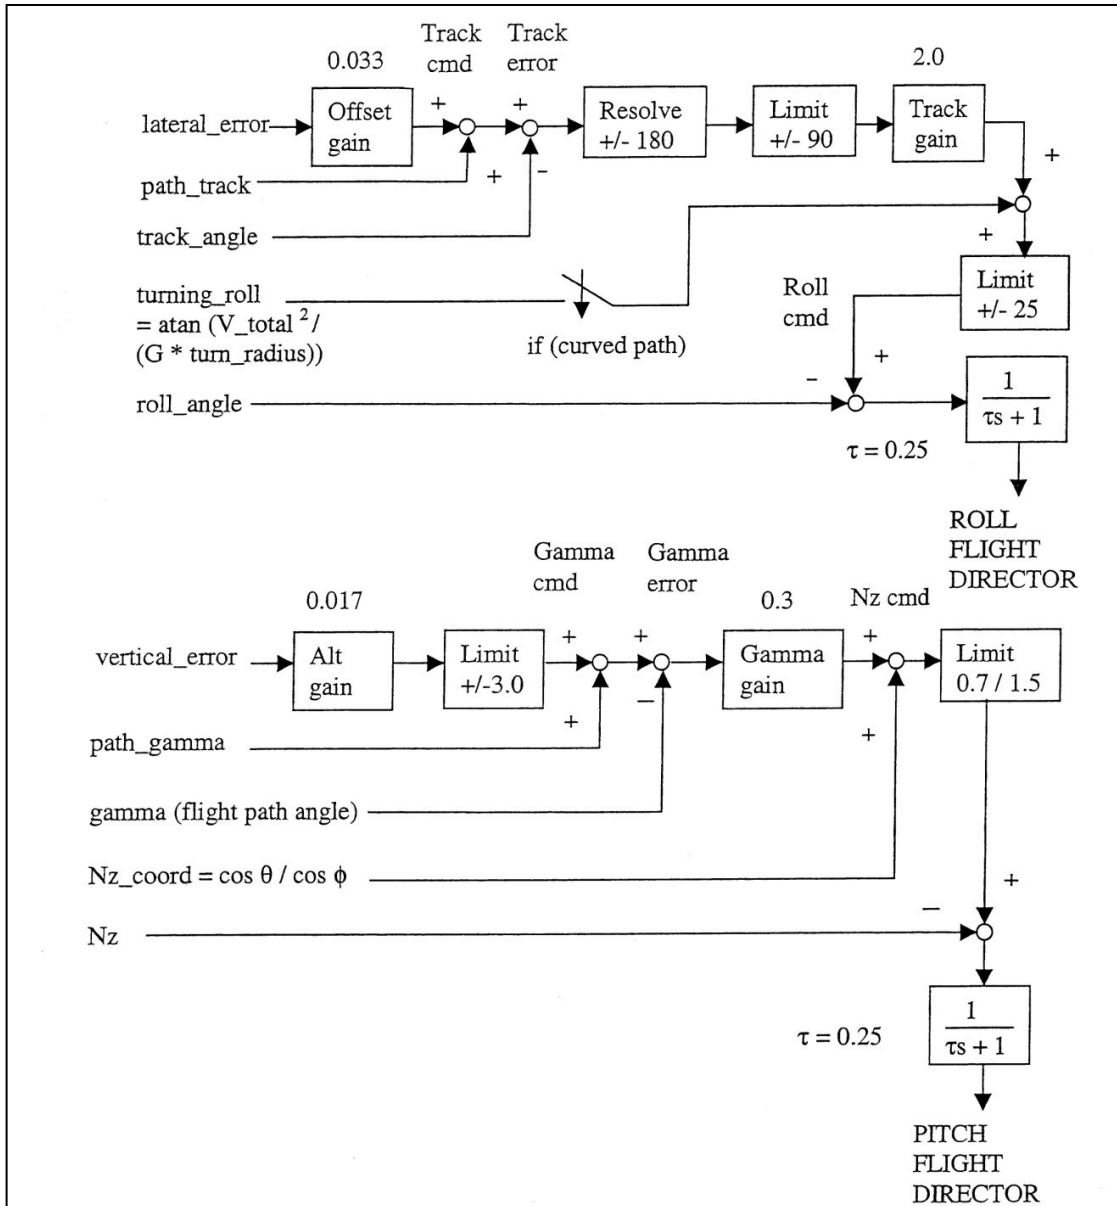 Track
cmd
Track
error
0.033
2.0
lateral_error
Offset
gain
+
+
Resolve
+/- 180
Limit
+/- 90
Track
gain
path_track
+
-
+
track_angle
+
turning_roll
= atan (V_total ²/
(G * turn_radius))
if (curved path)
Roll
cmd
Limit
+/- 25
roll_angle
-
+
1
τs + 1
τ = 0.25
ROLL
FLIGHT
DIRECTOR
Gamma
cmd
Gamma
error
0.017
0.3
Nz cmd
vertical_error
Alt
gain
Limit
+/-3.0
+
+
Gamma
gain
+
Limit
0.7 / 1.5
path_gamma
+
−
+
gamma (flight path angle)
Nz_coord = cos θ / cos ϕ
+
Nz
−
1
τs + 1
τ = 0.25
PITCH
FLIGHT
DIRECTOR